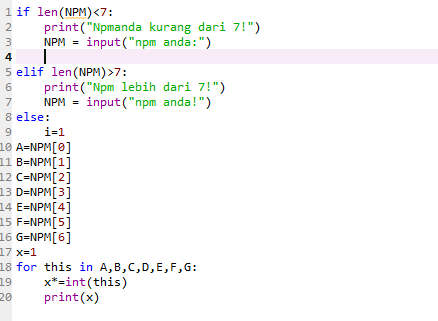 1 if len(NPM)<7:
2     print("Npmanda kurang dari 7!")
3     NPM = input("npm anda:")
4
5 elif len(NPM)>7:
6     print("Npm lebih dari 7!")
7     NPM = input("npm anda!")
8 else:
9     i=1
10 A=NPM[0]
11 B=NPM[1]
12 C=NPM[2]
13 D=NPM[3]
14 E=NPM[4]
15 F=NPM[5]
16 G=NPM[6]
17 x=1
18 for this in A,B,C,D,E,F,G:
19     x*=int(this)
20     print(x)